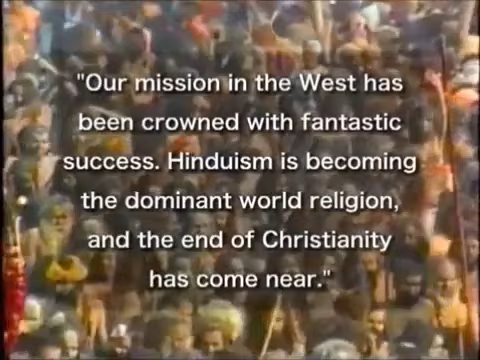 "Our mission in the West has
been crowned with fantastic
success. Hinduism is becoming
the dominant world religion,
and the end of Christianity
has come near."